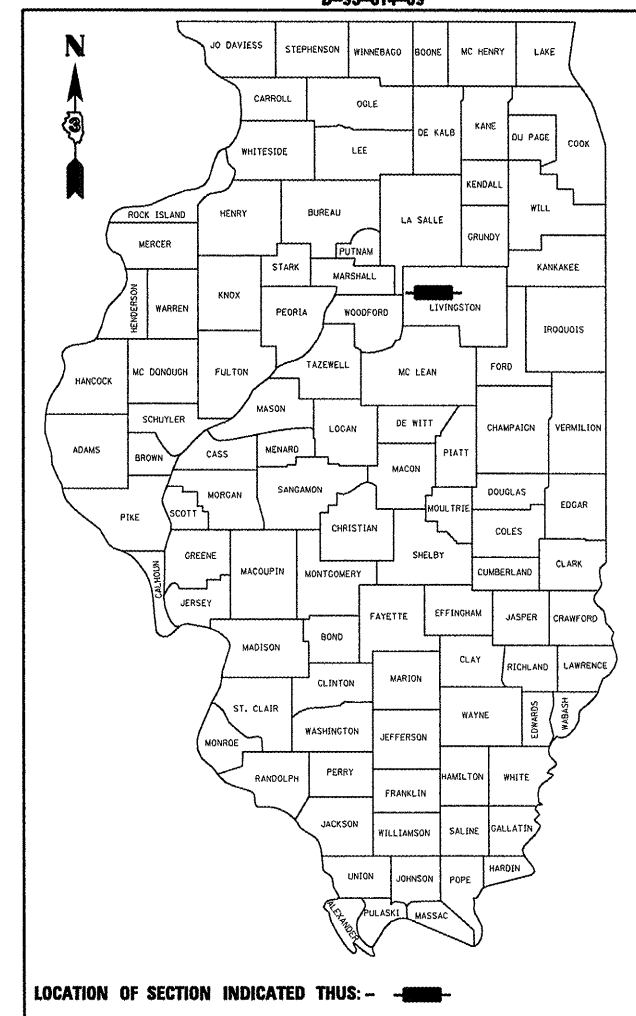 N
3
JO DAVIESS
STEPHENSON
WINNEBAGO
BOONE
MC HENRY
LAKE
CARROLL
OGLE
DE KALB
KANE
DU PAGE
COOK
WHITESIDE
LEE
KENDALL
WILL
ROCK ISLAND
HENRY
BUREAU
LA SALLE
GRUNDY
MERCER
PUTNAM
STARK
MARSHALL
KANKAKEE
HENDERSON
WARREN
KNOX
PEORIA
WOODFORD
LIVINGSTON
IROQUOIS
HANCOCK
MC DONOUGH
FULTON
TAZEWELL
MC LEAN
FORD
SCHUYLER
MASON
LOGAN
DE WITT
CHAMPAIGN
VERMILION
ADAMS
BROWN
CASS
MENARD
PIATT
MACON
PIKE
SCOTT
MORGAN
SANGAMON
CHRISTIAN
MOULTRIE
DOUGLAS
EDGAR
COLES
CALHOUN
GREENE
MACOUPIN
MONTGOMERY
SHELBY
CUMBERLAND
CLARK
JERSEY
FAYETTE
EFFINGHAM
JASPER
CRAWFORD
MADISON
BOND
CLAY
RICHLAND
LAWRENCE
CLINTON
MARION
ST. CLAIR
WAYNE
EDWARDS
WABASH
MONROE
WASHINGTON
JEFFERSON
RANDOLPH
PERRY
HAMILTON
WHITE
FRANKLIN
JACKSON
WILLIAMSON
SALINE
GALLATIN
UNION
JOHNSON
POPE
HARDIN
ALEXANDER
PULASKI
MASSAC
LOCATION OF SECTION INDICATED THUS: -